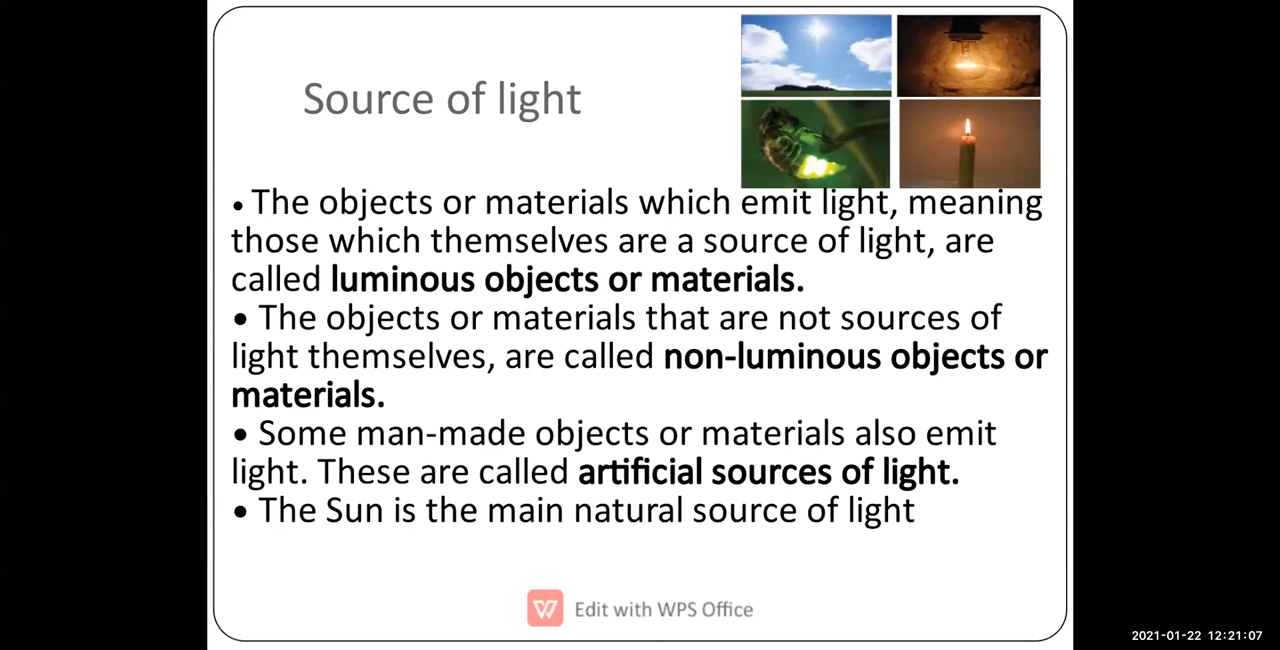 Source of light
• The objects or materials which emit light, meaning
those which themselves are a source of light, are
called luminous objects or materials.
• The objects or materials that are not sources of
light themselves, are called non-luminous objects or
materials.
• Some man-made objects or materials also emit
light. These are called artificial sources of light.
• The Sun is the main natural source of light
Edit with WPS Office
2021-01-22 12:21:07